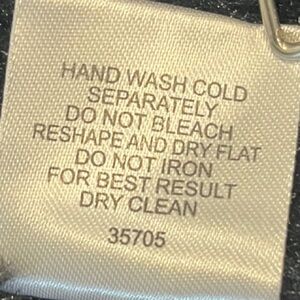 HAND WASH COLD
SEPARATELY
DO NOT BLEACH
RESHAPE AND DRY FLAT
DO NOT IRON
FOR BEST RESULT
DRY CLEAN
35705